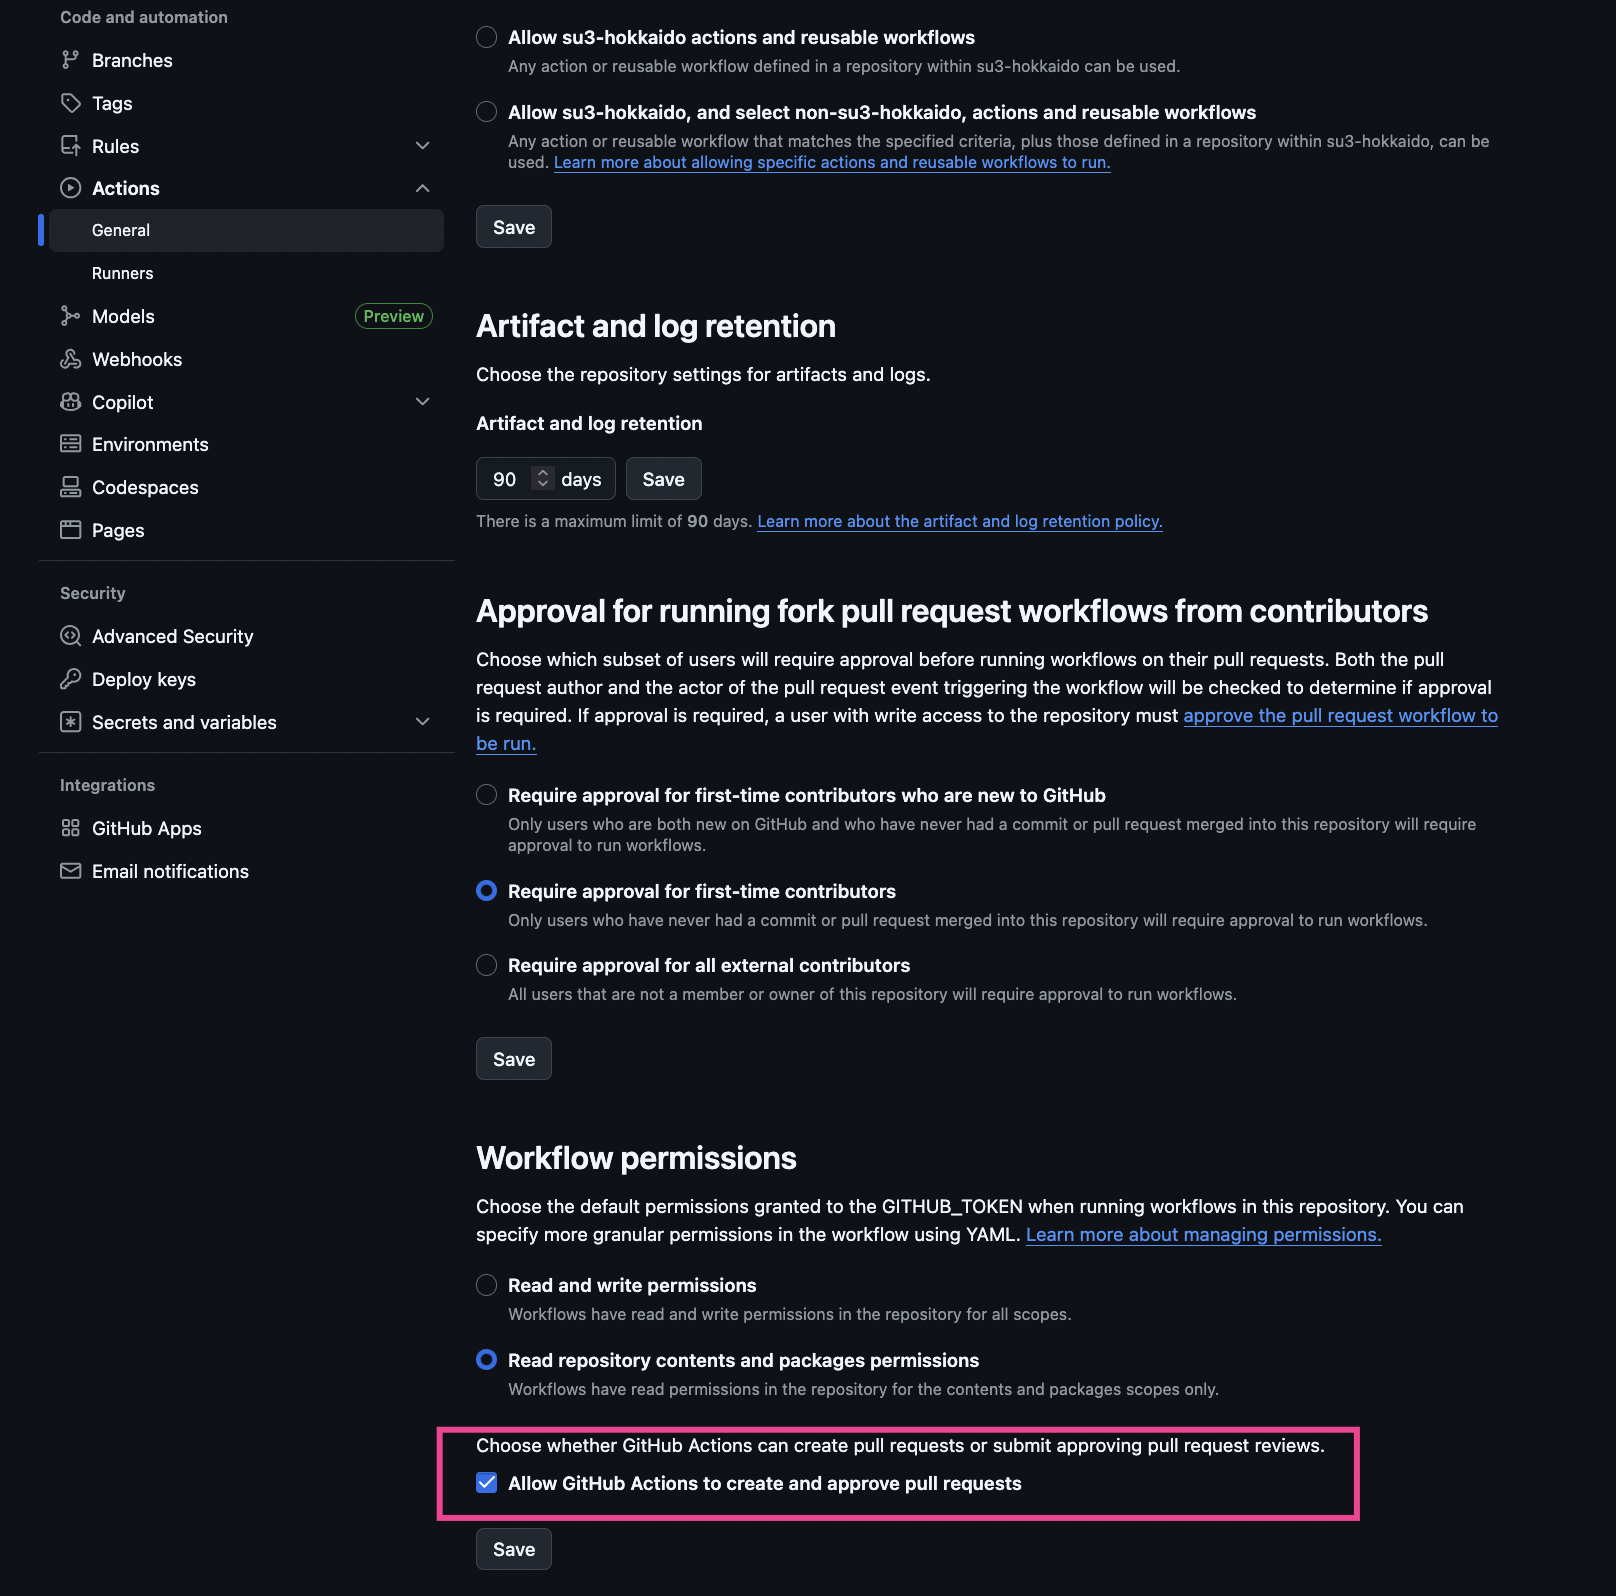 Code and automation
Branches
Tags
Rules
Actions
General
Runners
Models
Preview
Webhooks
Copilot
Environments
Codespaces
Pages
Security
Advanced Security
Deploy keys
Secrets and variables
Integrations
GitHub Apps
Email notifications
Allow su3-hokkaido actions and reusable workflows
Any action or reusable workflow defined in a repository within su3-hokkaido can be used.
Allow su3-hokkaido, and select non-su3-hokkaido, actions and reusable workflows
Any action or reusable workflow that matches the specified criteria, plus those defined in a repository within su3-hokkaido, can be
used. Learn more about allowing specific actions and reusable workflows to run.
Save
Artifact and log retention
Choose the repository settings for artifacts and logs.
Artifact and log retention
90 days Save
There is a maximum limit of 90 days. Learn more about the artifact and log retention policy.
Approval for running fork pull request workflows from contributors
Choose which subset of users will require approval before running workflows on their pull requests. Both the pull
request author and the actor of the pull request event triggering the workflow will be checked to determine if approval
is required. If approval is required, a user with write access to the repository must approve the pull request workflow to
be run.
Require approval for first-time contributors who are new to GitHub
Only users who are both new on GitHub and who have never had a commit or pull request merged into this repository will require
approval to run workflows.
Require approval for first-time contributors
Only users who have never had a commit or pull request merged into this repository will require approval to run workflows.
Require approval for all external contributors
All users that are not a member or owner of this repository will require approval to run workflows.
Save
Workflow permissions
Choose the default permissions granted to the GITHUB_TOKEN when running workflows in this repository. You can
specify more granular permissions in the workflow using YAML. Learn more about managing permissions.
Read and write permissions
Workflows have read and write permissions in the repository for all scopes.
Read repository contents and packages permissions
Workflows have read permissions in the repository for the contents and packages scopes only.
Choose whether GitHub Actions can create pull requests or submit approving pull request reviews.
Allow GitHub Actions to create and approve pull requests
Save